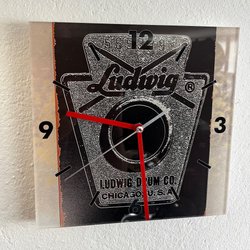 12
Ludwig®
9
3
LUDWIG DRUM CO.
CHICAGO, U.S.A.